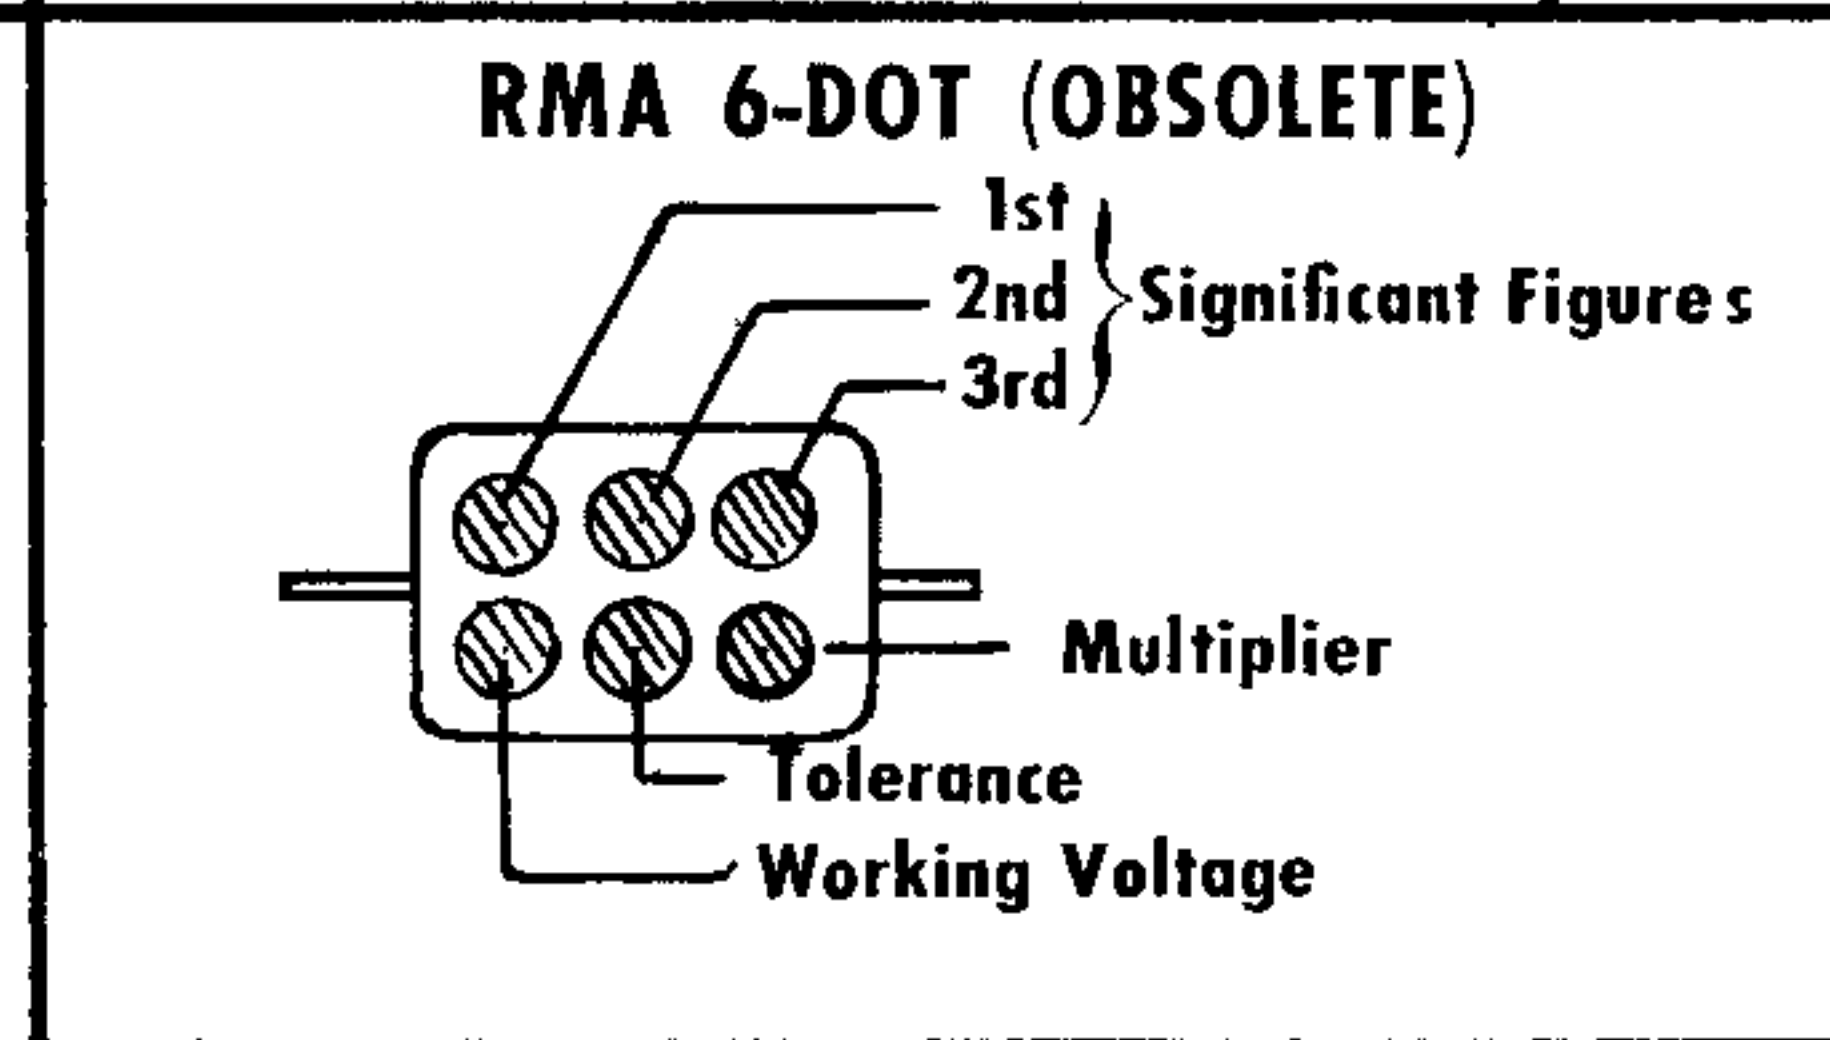 RMA 6-DOT (OBSOLETE)
1st
2nd
3rd
Significant Figures
Multiplier
Tolerance
Working Voltage